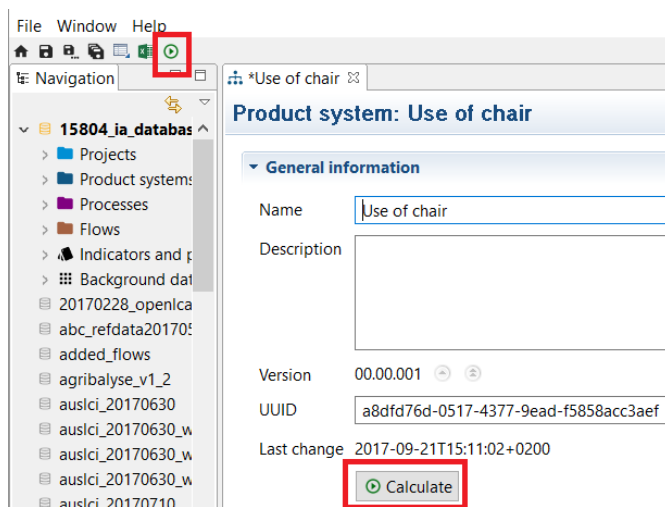 File Window Help
Navigation
*Use of chair
Product system: Use of chair
15804_ia_databas
Projects
Product systems
Processes
Flows
Indicators and p
Background dat
20170228_openlca
abc_refdata20170
added_flows
agribalyse_v1_2
auslci_20170630
auslci_20170630_w
auslci_20170630_w
auslci_20170630_w
auslci_20170710
General information
Name Use of chair
Description
Version 00.00.001
UUID a8dfd76d-0517-4377-9ead-f5858acc3aef
Last change 2017-09-21T15:11:02+0200
Calculate